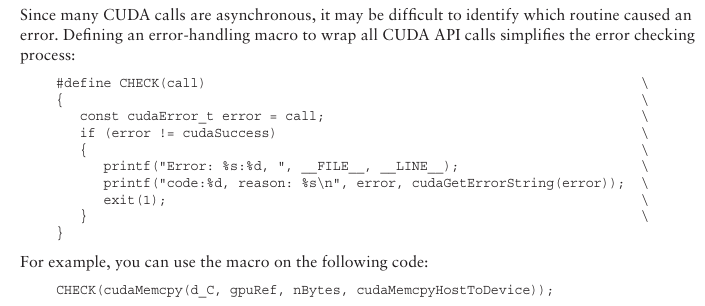 Since many CUDA calls are asynchronous, it may be difficult to identify which routine caused an
error. Defining an error-handling macro to wrap all CUDA API calls simplifies the error checking
process:
#define CHECK(call) \
{ \
const cudaError_t error = call; \
if (error != cudaSuccess) \
{ \
printf("Error: %s:%d, ", __FILE__, __LINE__); \
printf("code:%d, reason: %s\n", error, cudaGetErrorString(error)); \
exit(1); \
} \
}
For example, you can use the macro on the following code:
CHECK(cudaMemcpy(d_C, gpuRef, nBytes, cudaMemcpyHostToDevice));